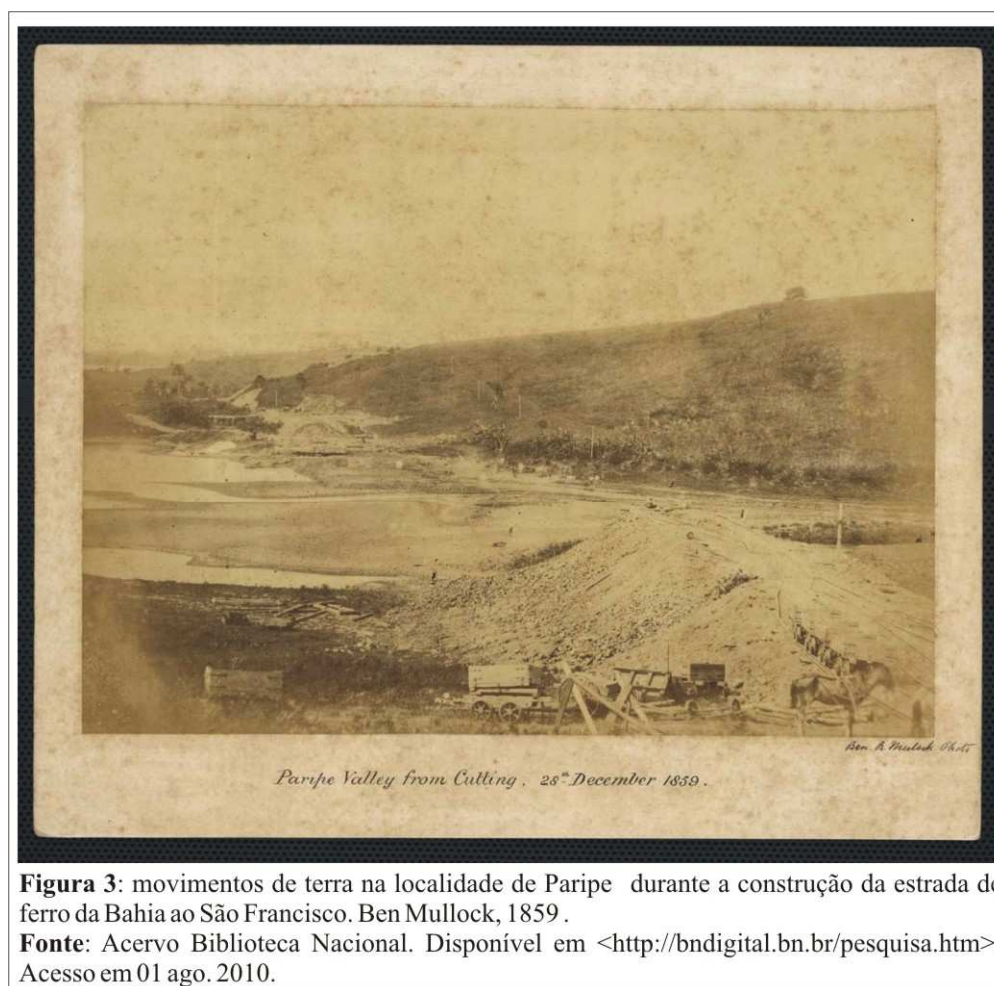 Ben. R. Mulock Photo
Paripe Valley from Cutting, 28th December 1859.
Figura 3: movimentos de terra na localidade de Paripe durante a construção da estrada de
ferro da Bahia ao São Francisco. Ben Mullock, 1859.
Fonte: Acervo Biblioteca Nacional. Disponível em <http://bndigital.bn.br/pesquisa.htm>
Acesso em 01 ago. 2010.